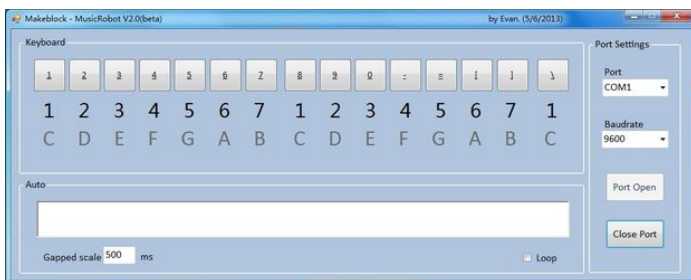 Makeblock - MusicRobot V2.0(beta) by Evan. (5/6/2013)
Keyboard
1 2 3 4 5 6 7 8 9 0 - = [ ] \
1 2 3 4 5 6 7 1 2 3 4 5 6 7 1
C D E F G A B C D E F G A B C
Auto
Gapped scale 500 ms
Loop
Port Settings
Port
COM1
Baudrate
9600
Port Open
Close Port